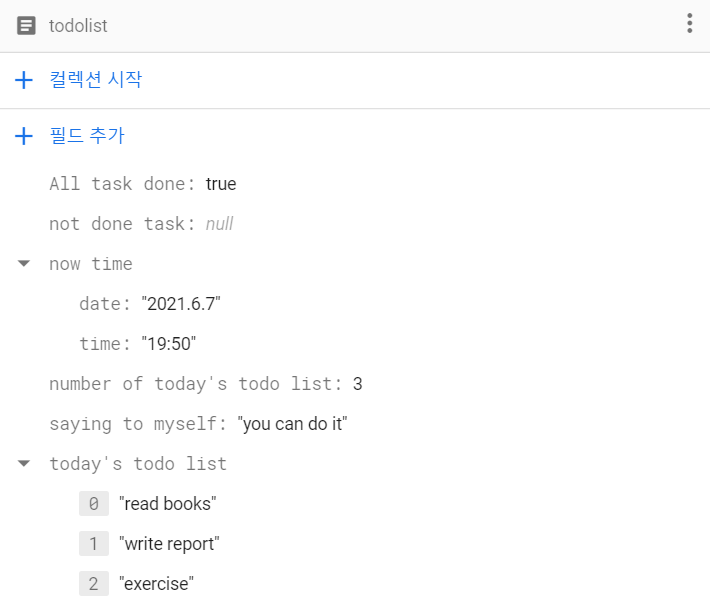 todolist
컬렉션 시작
필드 추가
All task done: true
not done task: null
now time
date: "2021.6.7"
time: "19:50"
number of today's todo list: 3
saying to myself: "you can do it"
today's todo list
0 "read books"
1 "write report"
2 "exercise"